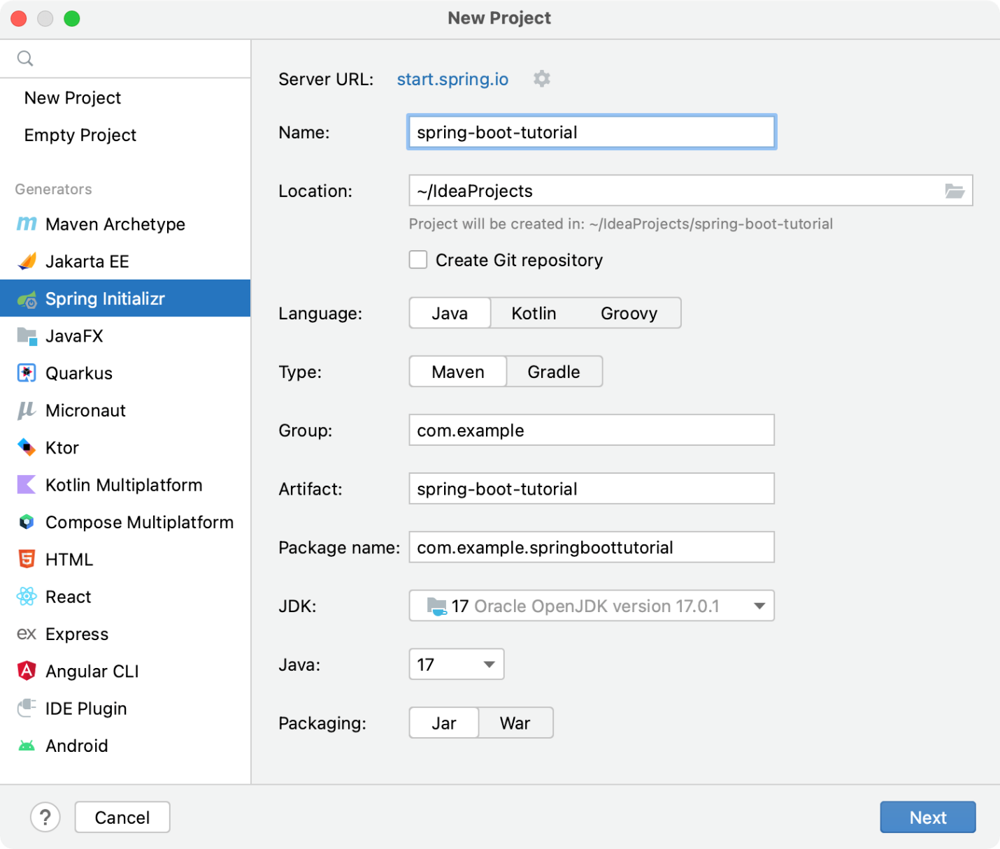 New Project
New Project
Empty Project
Generators
Maven Archetype
Jakarta EE
Spring Initializr
JavaFX
Quarkus
Micronaut
Ktor
Kotlin Multiplatform
Compose Multiplatform
HTML
React
ex Express
Angular CLI
IDE Plugin
Android
Server URL: start.spring.io
Name: spring-boot-tutorial
Location: ~/IdeaProjects
Project will be created in: ~/IdeaProjects/spring-boot-tutorial
Create Git repository
Language: Java Kotlin Groovy
Type: Maven Gradle
Group: com.example
Artifact: spring-boot-tutorial
Package name: com.example.springboottutorial
JDK: 17 Oracle OpenJDK version 17.0.1
Java: 17
Packaging: Jar War
? Cancel Next